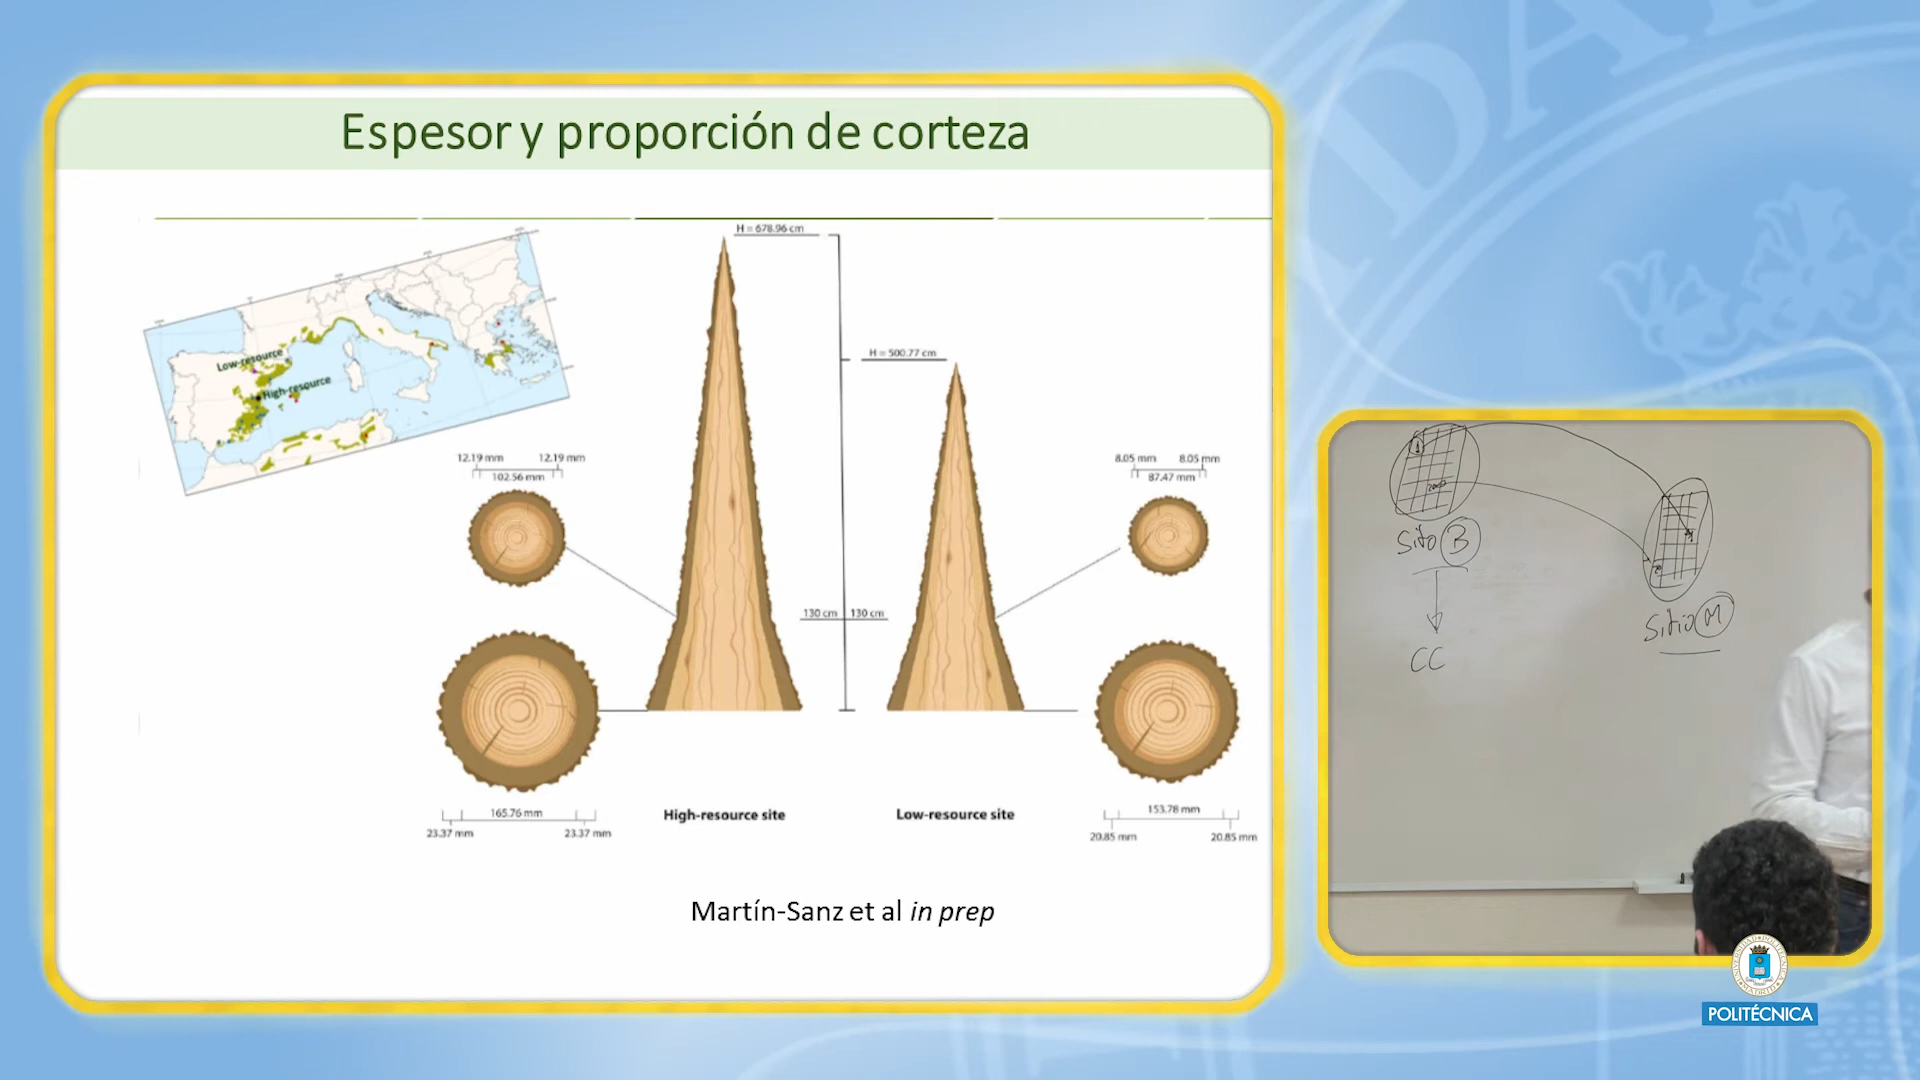 Espesor y proporción de corteza
H = 678.96 cm
H = 500.77 cm
Low-resource
High-resource
12.19 mm 12.19 mm
102.56 mm
8.05 mm 8.05 mm
87.47 mm
130 cm 130 cm
165.76 mm
23.37 mm 23.37 mm
High-resource site
Low-resource site
153.78 mm
20.85 mm 20.85 mm
Martín-Sanz et al in prep
Sitio B
CC
Sitio M
POLITÉCNICA